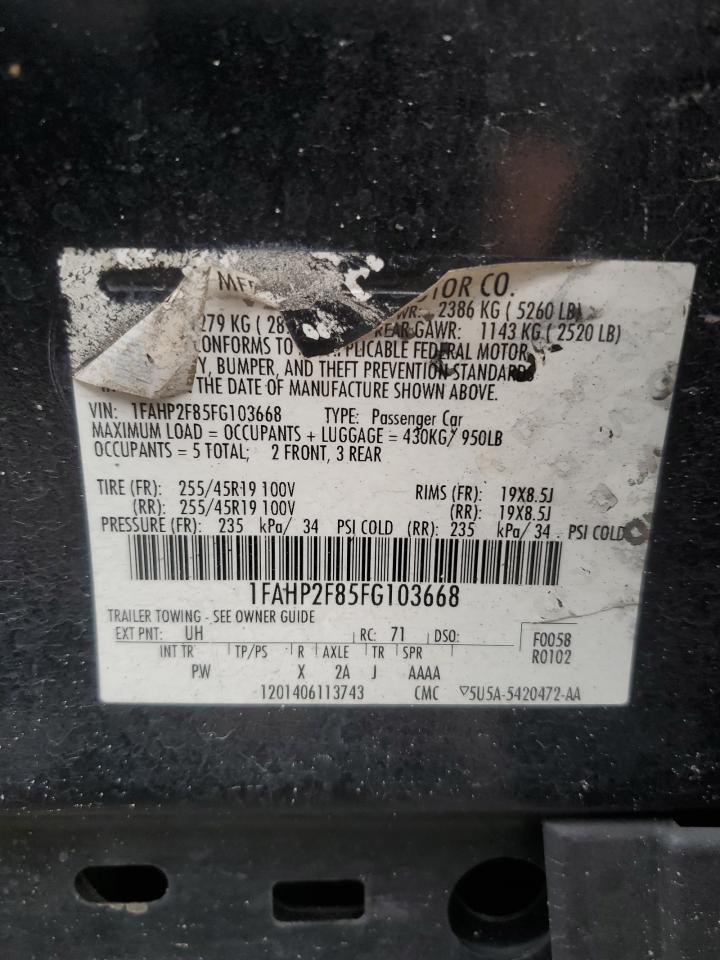 MF
TOR CO.
WR: 2386 KG ( 5260 LB)
279 KG ( 28
REAR GAWR: 1143 KG ( 2520 LB)
CONFORMS TO PLICABLE FEDERAL MOTOR
Y, BUMPER, AND THEFT PREVENTION STANDARDS
THE DATE OF MANUFACTURE SHOWN ABOVE.
VIN: 1FAHP2F85FG103668 TYPE: Passenger Car
MAXIMUM LOAD = OCCUPANTS + LUGGAGE = 430KG/ 950LB
OCCUPANTS = 5 TOTAL; 2 FRONT, 3 REAR
TIRE (FR): 255/45R19 100V RIMS (FR): 19X8.5J
(RR): 255/45R19 100V (RR): 19X8.5J
PRESSURE (FR): 235 kPa/ 34 PSI COLD (RR): 235 kPa/ 34 PSI COLD
1FAHP2F85FG103668
TRAILER TOWING - SEE OWNER GUIDE
EXT PNT: UH RC: 71 DSO: F0058
INT TR TP/PS R AXLE TR SPR R0102
PW X 2A J AAAA
1201406113743 CMC ▽5U5A-5420472-AA